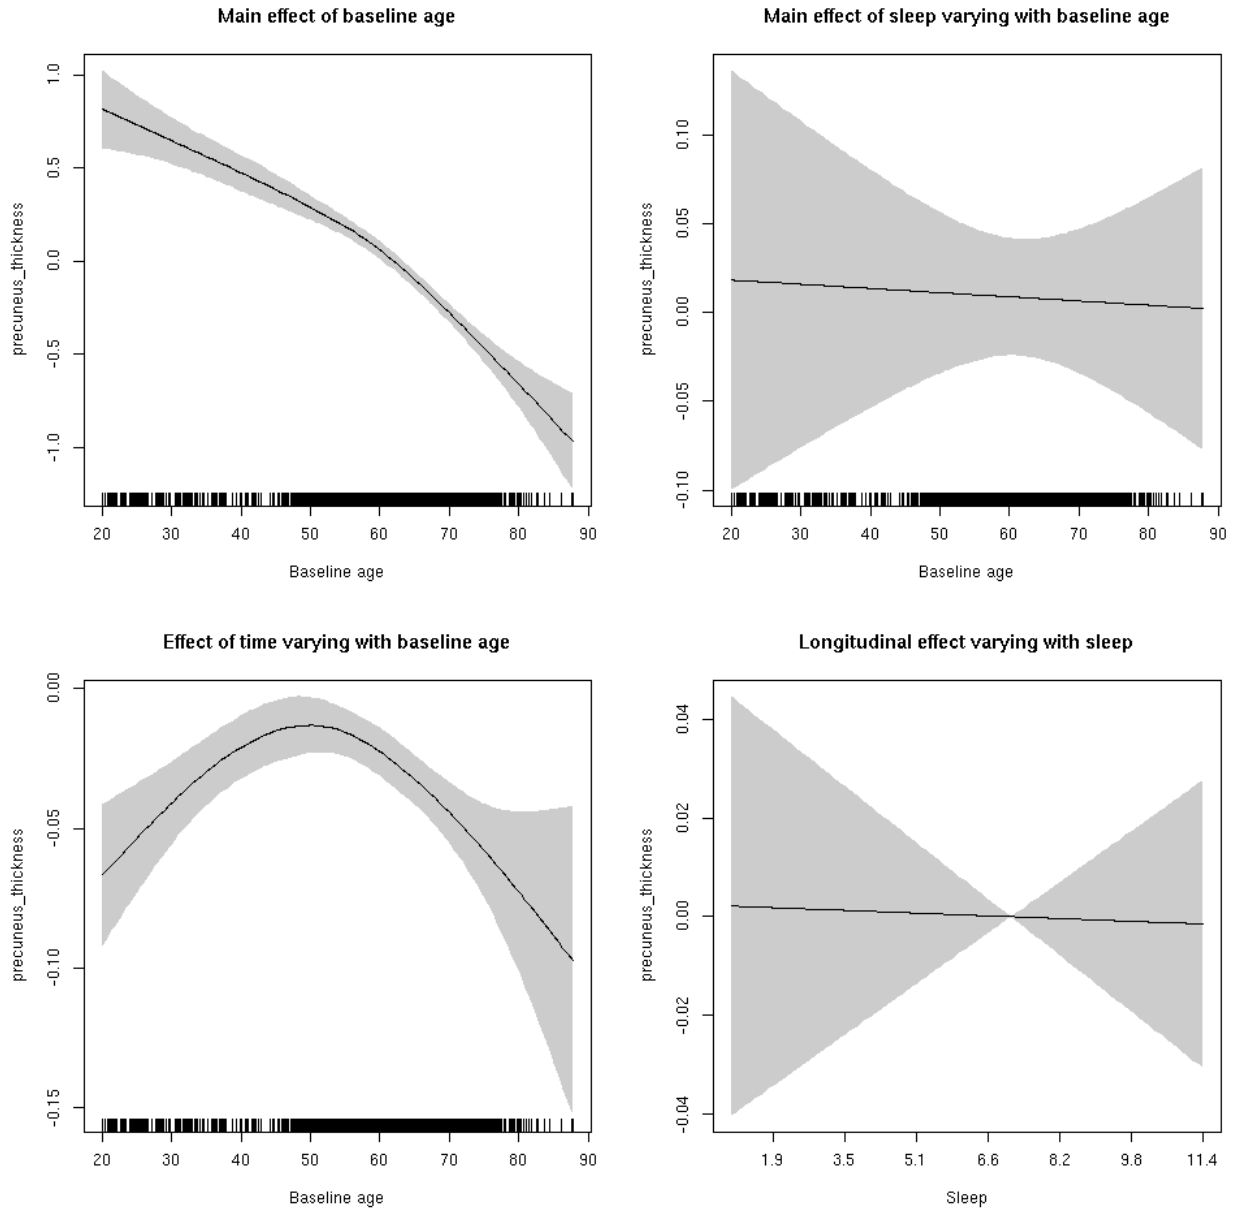 Main effect of baseline age
precuneus_thickness
1.0
0.5
0.0
-0.5
-1.0
20 30 40 50 60 70 80 90
Baseline age
Main effect of sleep varying with baseline age
precuneus_thickness
0.10
0.05
0.00
-0.05
-0.10
20 30 40 50 60 70 80 90
Baseline age
Effect of time varying with baseline age
precuneus_thickness
0.00
-0.05
-0.10
-0.15
20 30 40 50 60 70 80 90
Baseline age
Longitudinal effect varying with sleep
precuneus_thickness
0.04
0.02
0.00
-0.02
-0.04
1.9 3.5 5.1 6.6 8.2 9.8 11.4
Sleep